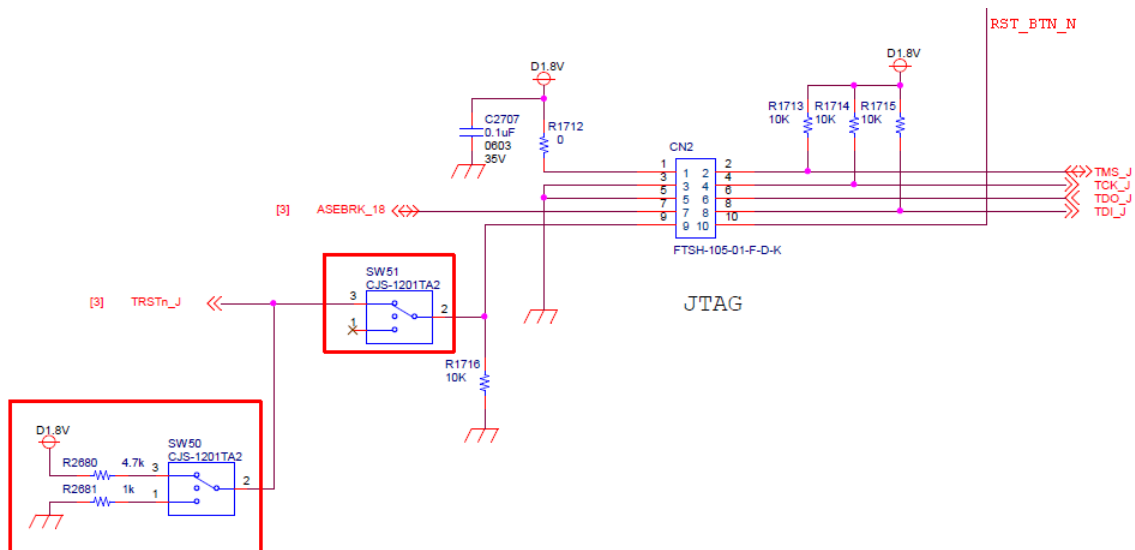 RST_BTN_N
D1.8V
D1.8V
C2707
0.1uF
0603
35V
R1712
0
R1713
10K
R1714
10K
R1715
10K
CN2
1 1 2 2
3 3 4 4
5 5 6 6
7 7 8 8
9 9 10 10
TMS_J
TCK_J
TDO_J
TDI_J
[3] ASEBRK_18
FTSH-105-01-F-D-K
JTAG
SW51
CJS-1201TA2
[3] TRSTn_J
3
2
1
R1716
10K
D1.8V
SW50
CJS-1201TA2
R2680 4.7k 3
2
R2681 1k 1